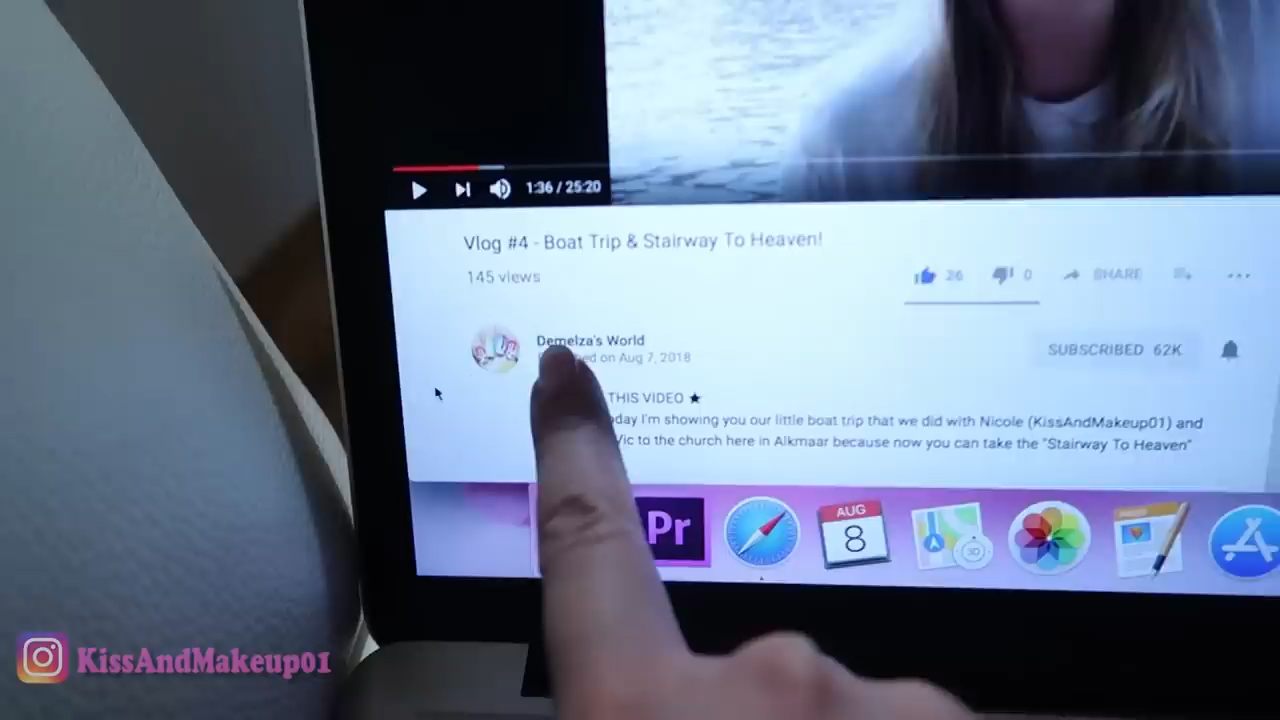 1:36 / 25:20
Vlog #4 - Boat Trip & Stairway To Heaven!
145 views
26 0 SHARE
Demelza's World
on Aug 7, 2018
SUBSCRIBED 62K
THIS VIDEO ★
I'm showing you our little boat trip that we did with Nicole (KissAndMakeup01) and
to the church here in Alkmaar because now you can take the "Stairway To Heaven"
Pr
AUG
8
3D
KissAndMakeup01